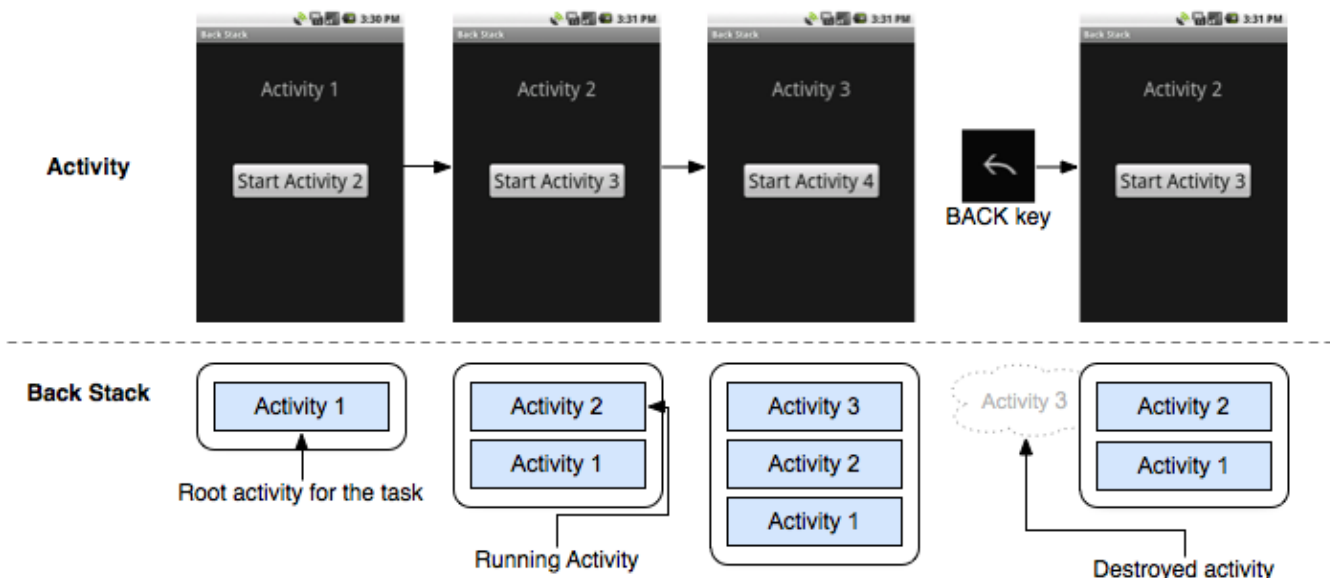 3:30 PM
Back Stack
Activity 1
Start Activity 2
3:31 PM
Back Stack
Activity 2
Start Activity 3
3:31 PM
Back Stack
Activity 3
Start Activity 4
3:31 PM
Back Stack
Activity 2
Start Activity 3
Activity
BACK key
Back Stack
Activity 1
Root activity for the task
Activity 2
Activity 1
Running Activity
Activity 3
Activity 2
Activity 1
Activity 3
Activity 2
Activity 1
Destroyed activity